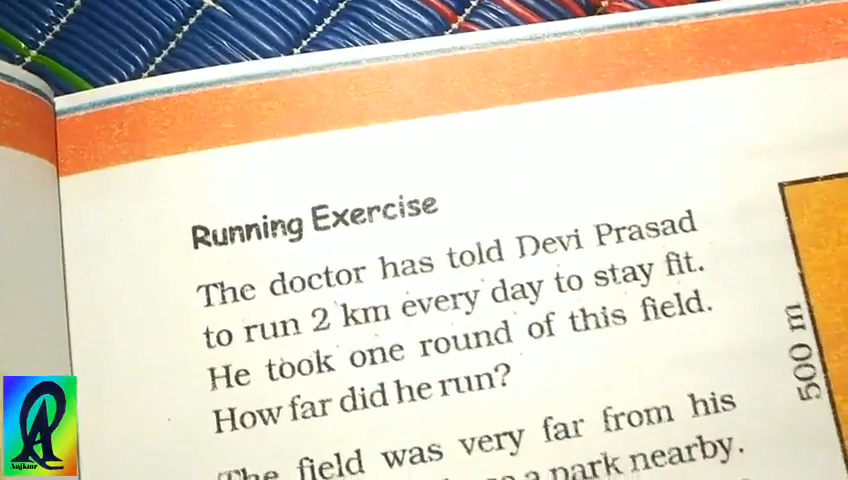 Running Exercise
The doctor has told Devi Prasad
to run 2 km every day to stay fit.
He took one round of this field.
How far did he run?
The field was very far from his
a park nearby.
500 m
Anjkmr